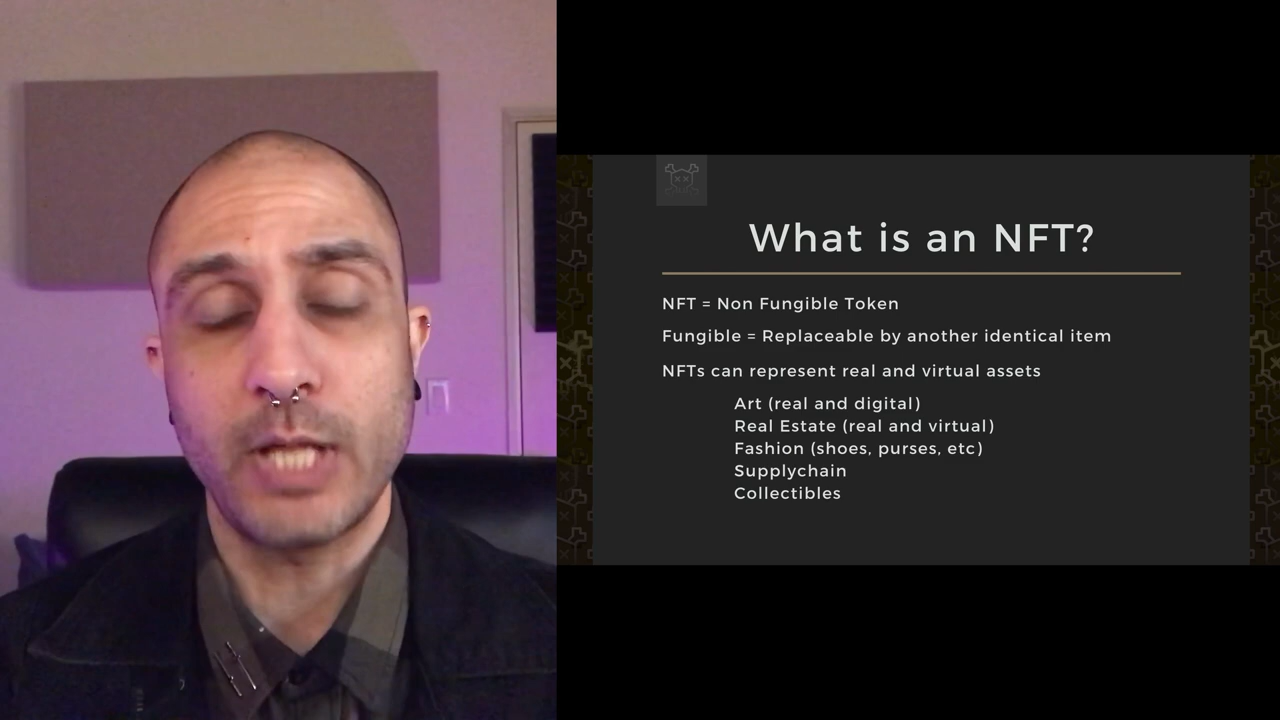 What is an NFT?
NFT = Non Fungible Token
Fungible = Replaceable by another identical item
NFTs can represent real and virtual assets
Art (real and digital)
Real Estate (real and virtual)
Fashion (shoes, purses, etc)
Supplychain
Collectibles